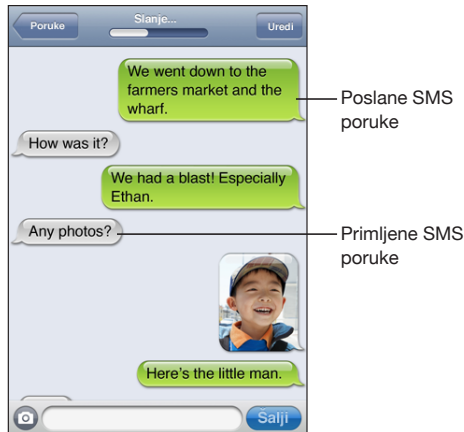 Poruke
Slanje...
Uredi
We went down to the
farmers market and the
wharf.
Poslane SMS
poruke
How was it?
We had a blast! Especially
Ethan.
Any photos?
Primljene SMS
poruke
Here's the little man.
Šalji